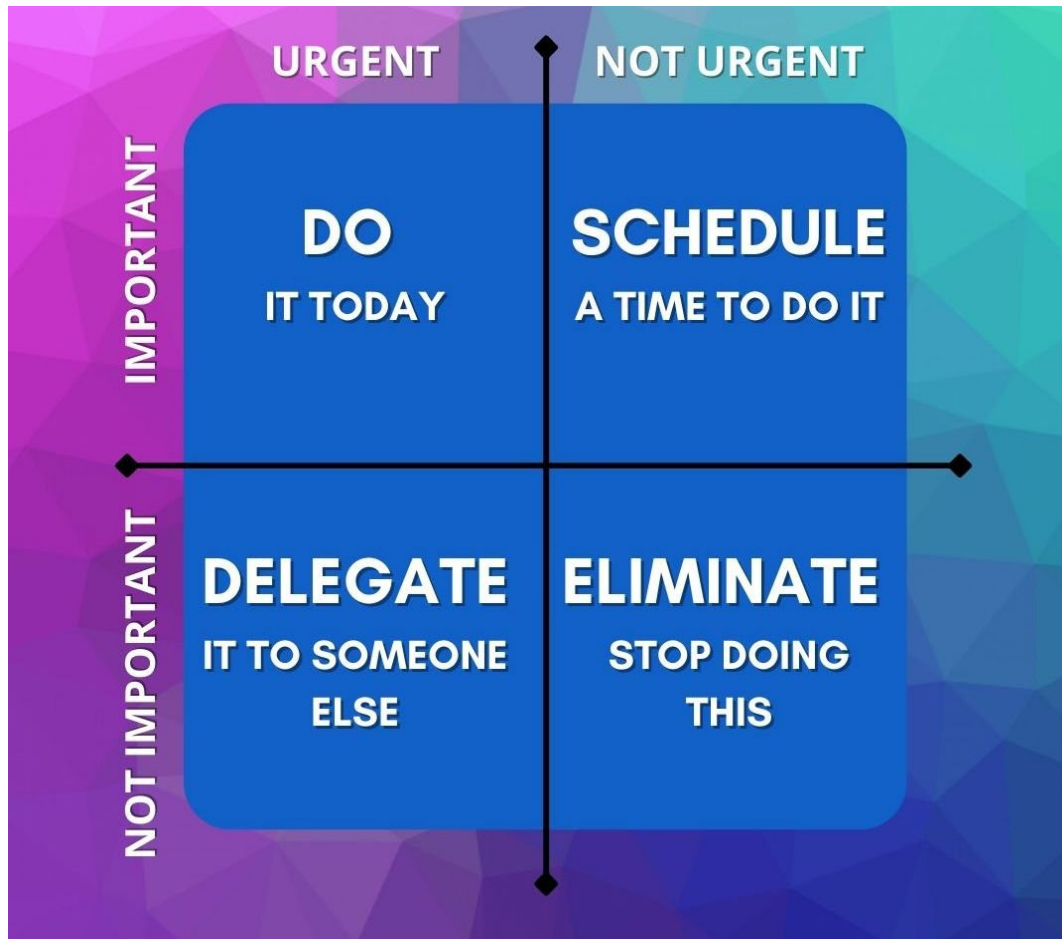 URGENT
NOT URGENT
IMPORTANT
DO
IT TODAY
SCHEDULE
A TIME TO DO IT
NOT IMPORTANT
DELEGATE
IT TO SOMEONE
ELSE
ELIMINATE
STOP DOING
THIS